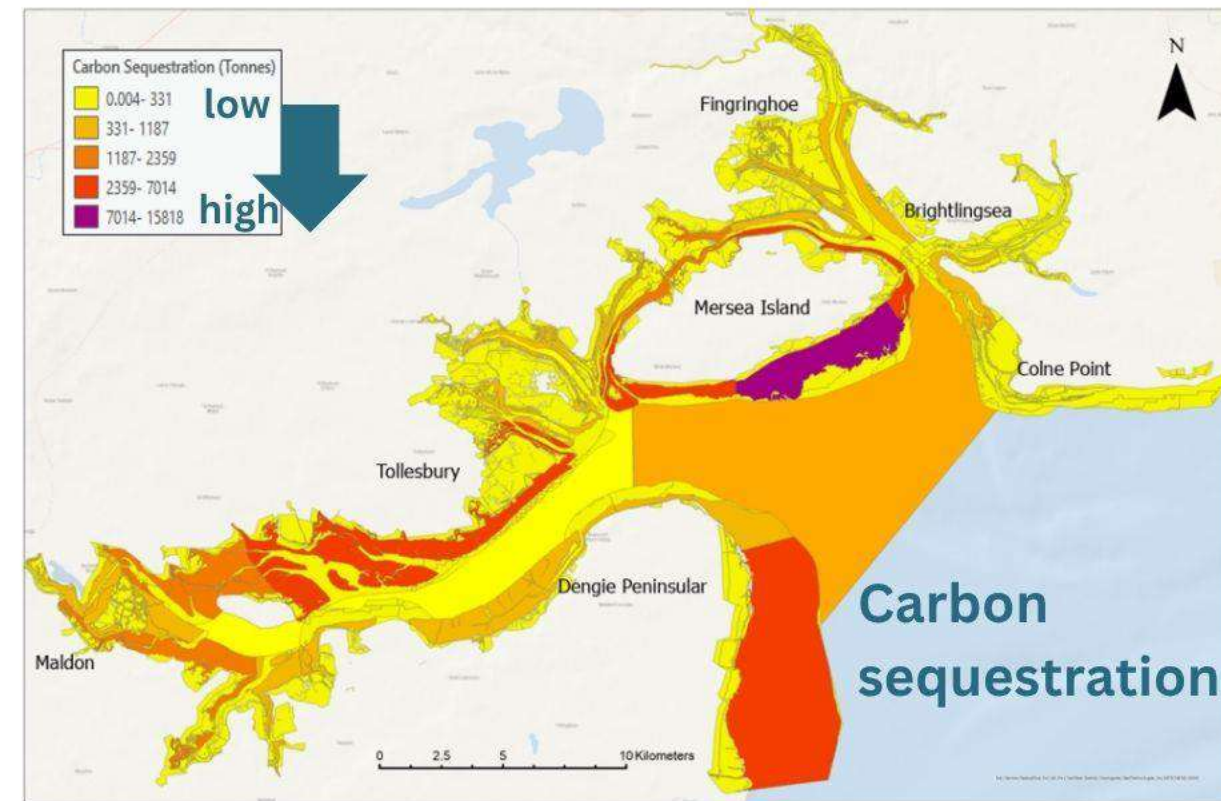 Carbon Sequestration (Tonnes)
0.004- 331
low
331- 1187
1187- 2359
2359- 7014
7014- 15818
high
N
Fingringhoe
Brightlingsea
Mersea Island
Colne Point
Tollesbury
Dengie Peninsular
Maldon
Carbon
sequestration
0 2.5 5 10 Kilometers